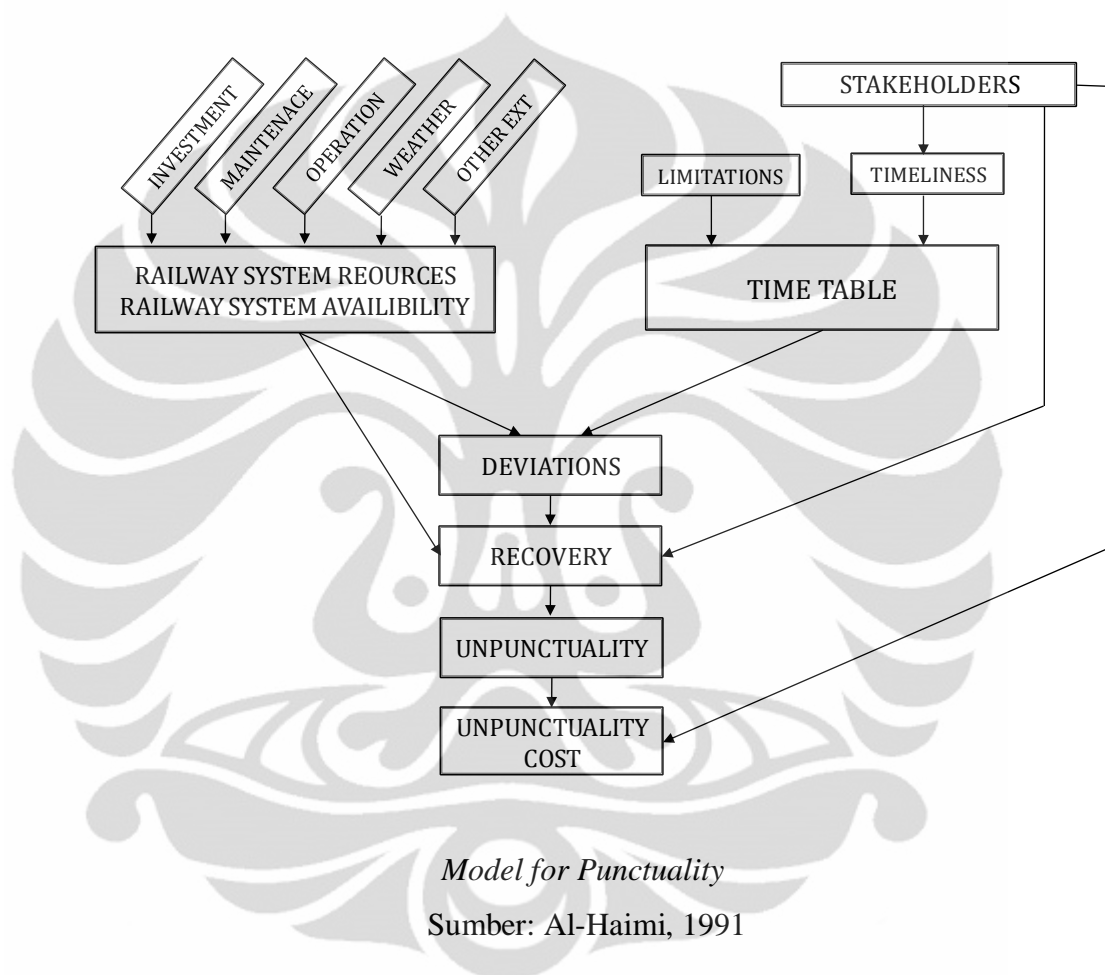 INVESTMENT
MAINTENACE
OPERATION
WEATHER
OTHER EXT
STAKEHOLDERS
LIMITATIONS
TIMELINESS
RAILWAY SYSTEM REOURCES
RAILWAY SYSTEM AVAILIBILITY
TIME TABLE
DEVIATIONS
RECOVERY
UNPUNCTUALITY
UNPUNCTUALITY
COST
Model for Punctuality
Sumber: Al-Haimi, 1991